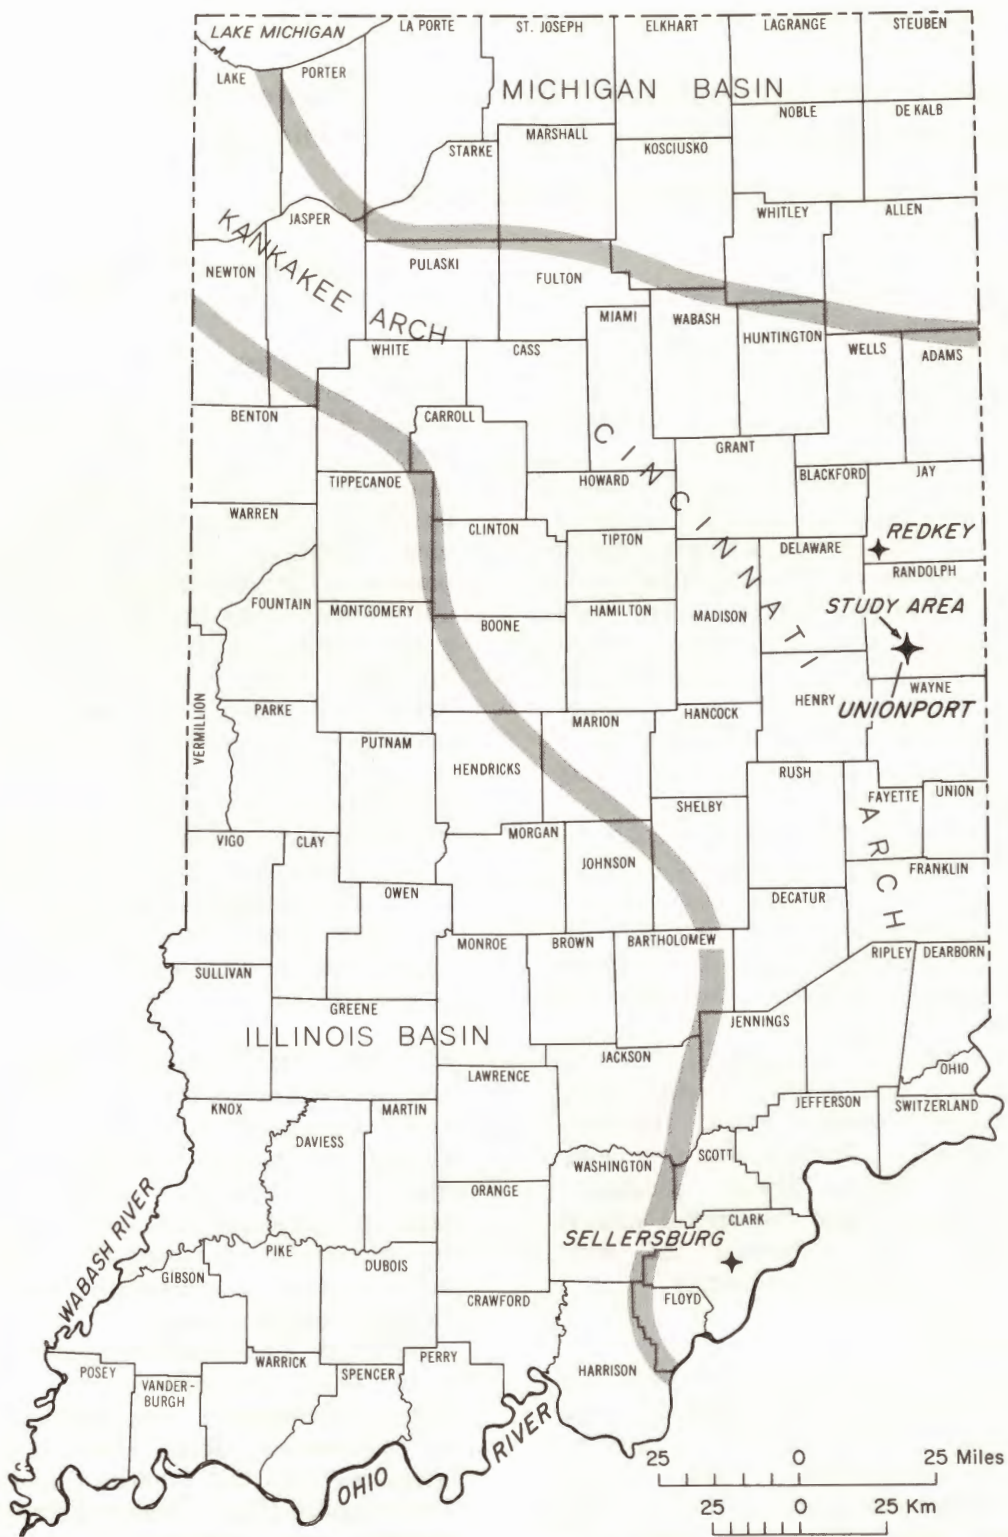 LAKE MICHIGAN
LA PORTE
ST. JOSEPH
ELKHART
LAGRANGE
STEUBEN
LAKE
PORTER
MICHIGAN BASIN
NOBLE
DE KALB
MARSHALL
STARKE
KOSCIUSKO
JASPER
WHITLEY
ALLEN
KANKAKEE ARCH
NEWTON
PULASKI
FULTON
MIAMI
WABASH
HUNTINGTON
WELLS
ADAMS
WHITE
CASS
BENTON
CARROLL
CINCINNATI ARCH
GRANT
BLACKFORD
JAY
TIPPECANOE
HOWARD
WARREN
CLINTON
TIPTON
DELAWARE
REDKEY
RANDOLPH
FOUNTAIN
MONTGOMERY
BOONE
HAMILTON
MADISON
STUDY AREA
VERMILLION
PARKE
HENRY
WAYNE
UNIONPORT
PUTNAM
MARION
HANCOCK
HENDRICKS
RUSH
FAYETTE
UNION
SHELBY
VIGO
CLAY
MORGAN
JOHNSON
FRANKLIN
OWEN
DECATUR
MONROE
BROWN
BARTHOLOMEW
RIPLEY
DEARBORN
SULLIVAN
GREENE
JENNINGS
ILLINOIS BASIN
JACKSON
OHIO
LAWRENCE
KNOX
DAVIESS
MARTIN
JEFFERSON
SWITZERLAND
WASHINGTON
SCOTT
ORANGE
CLARK
WABASH RIVER
SELLERSBURG
PIKE
GIBSON
DUBOIS
CRAWFORD
FLOYD
POSEY
VANDER-
BURGH
WARRICK
SPENCER
PERRY
HARRISON
OHIO RIVER
25 0 25 Miles
25 0 25 Km